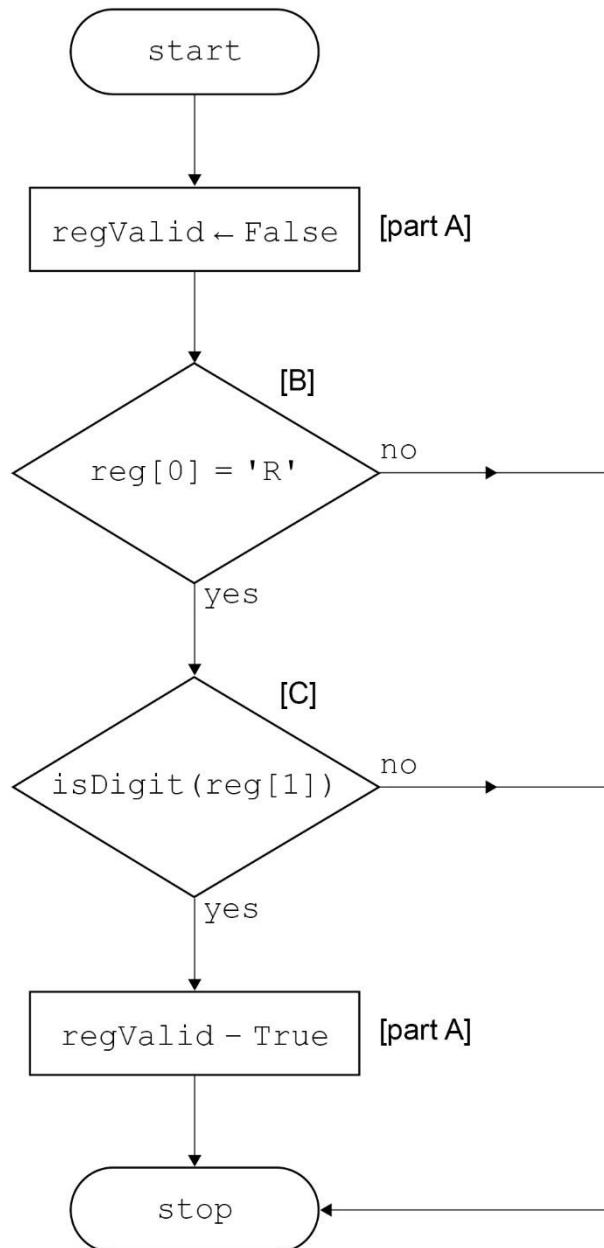 start
regValid ← False [part A]
[B]
reg[0] = 'R'
no
yes
[C]
isDigit(reg[1])
no
yes
regValid – True [part A]
stop